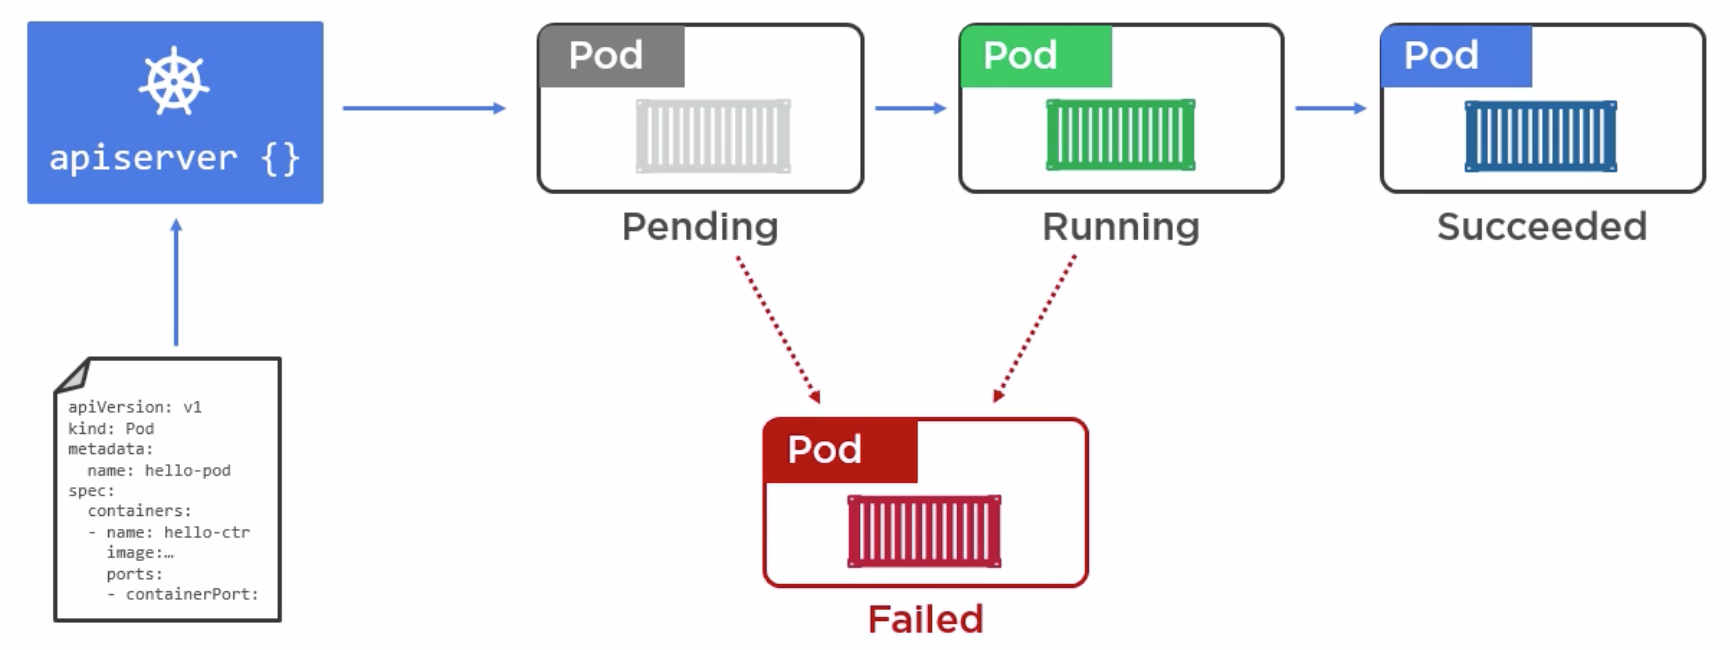 apiserver {}
Pod
Pending
Pod
Running
Pod
Succeeded
apiVersion: v1
kind: Pod
metadata:
  name: hello-pod
spec:
  containers:
  - name: hello-ctr
    image:…
    ports:
    - containerPort:
Pod
Failed